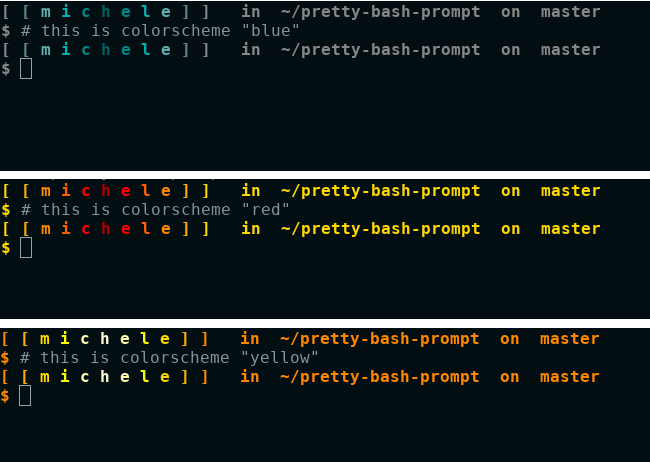 [ [ m i c h e l e ] ]   in  ~/pretty-bash-prompt  on  master
$ # this is colorscheme "blue"
[ [ m i c h e l e ] ]   in  ~/pretty-bash-prompt  on  master
$
[ [ m i c h e l e ] ]   in  ~/pretty-bash-prompt  on  master
$ # this is colorscheme "red"
[ [ m i c h e l e ] ]   in  ~/pretty-bash-prompt  on  master
$
[ [ m i c h e l e ] ]   in  ~/pretty-bash-prompt  on  master
$ # this is colorscheme "yellow"
[ [ m i c h e l e ] ]   in  ~/pretty-bash-prompt  on  master
$